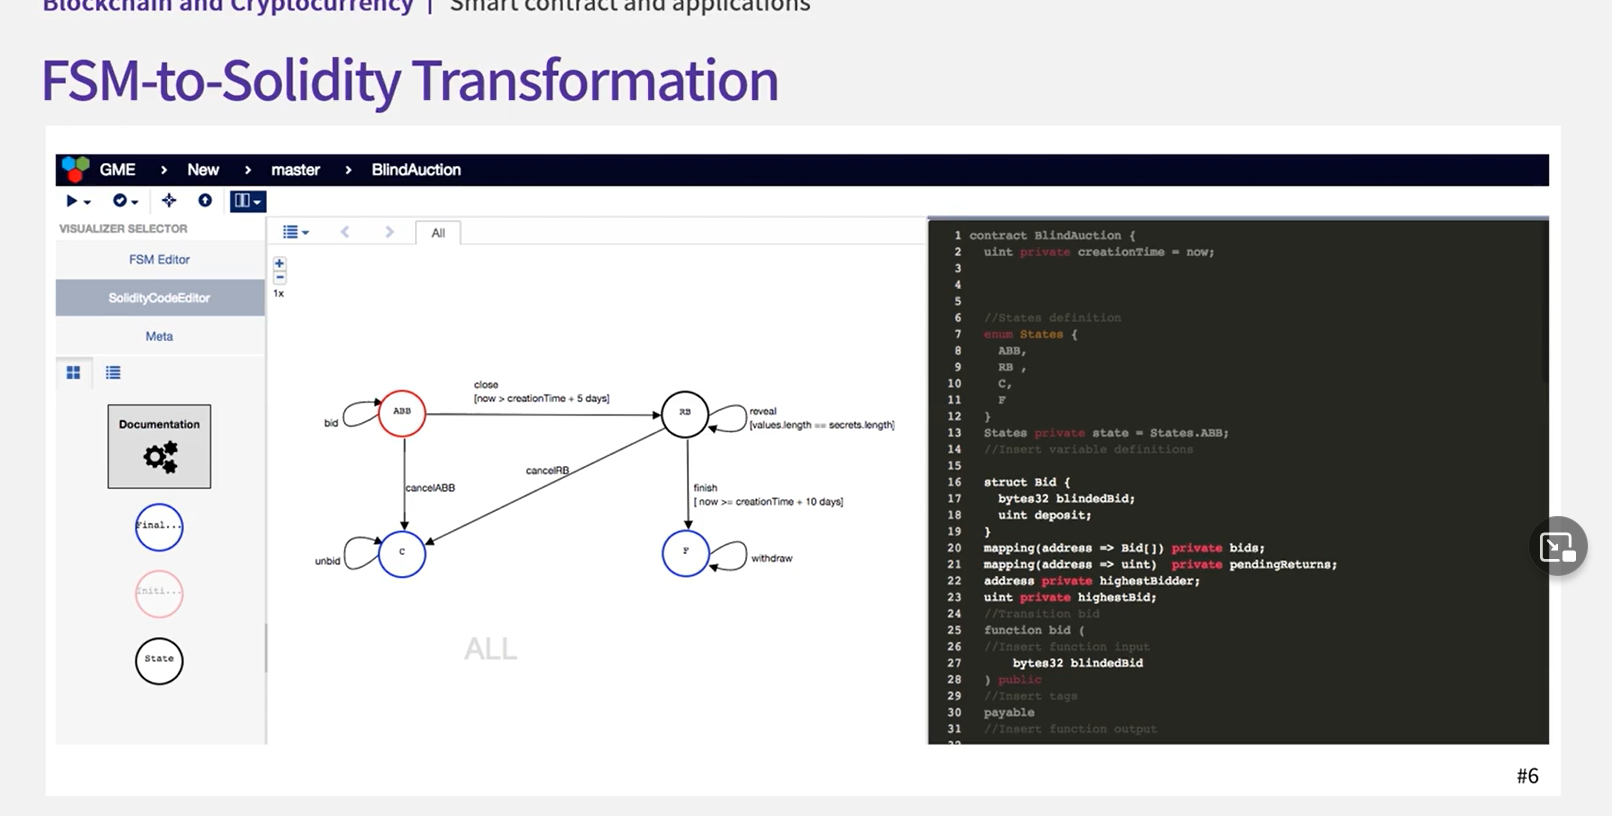 Blockchain and Cryptocurrency | Smart contract and applications
FSM-to-Solidity Transformation
GME > New > master > BlindAuction
VISUALIZER SELECTOR
FSM Editor
SolidityCodeEditor
Meta
Documentation
Final...
Initi...
State
All
1x
close
[now > creationTime + 5 days]
bid
ABB
RB
reveal
[values.length == secrets.length]
cancelRB
cancelABB
finish
[ now >= creationTime + 10 days]
unbid
C
F
withdraw
ALL
1 contract BlindAuction {
2 uint private creationTime = now;
3
4
5
6 //States definition
7 enum States {
8 ABB,
9 RB ,
10 C,
11 F
12 }
13 States private state = States.ABB;
14 //Insert variable definitions
15
16 struct Bid {
17 bytes32 blindedBid;
18 uint deposit;
19 }
20 mapping(address => Bid[]) private bids;
21 mapping(address => uint) private pendingReturns;
22 address private highestBidder;
23 uint private highestBid;
24 //Transition bid
25 function bid (
26 //Insert function input
27 bytes32 blindedBid
28 ) public
29 //Insert tags
30 payable
31 //Insert function output
32
#6